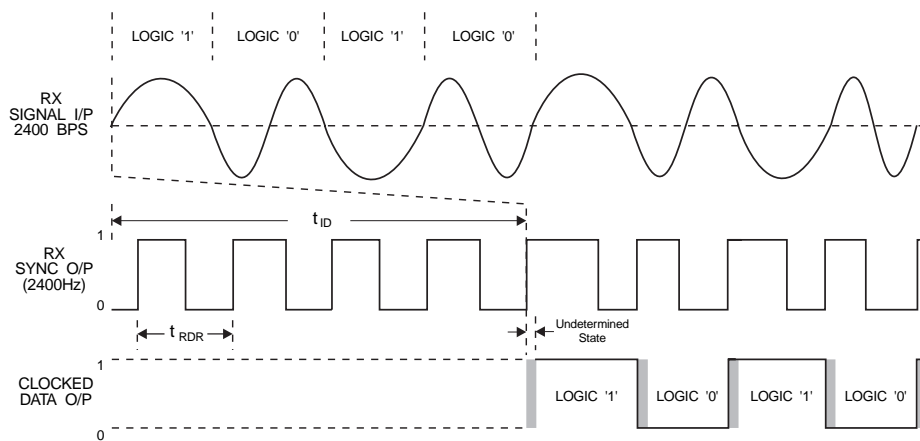 LOGIC '1' LOGIC '0' LOGIC '1' LOGIC '0'
RX
SIGNAL I/P
2400 BPS
t ID
1
RX
SYNC O/P
(2400Hz)
0
t RDR
Undetermined
State
1
CLOCKED
DATA O/P
LOGIC '1' LOGIC '0' LOGIC '1' LOGIC '0'
0